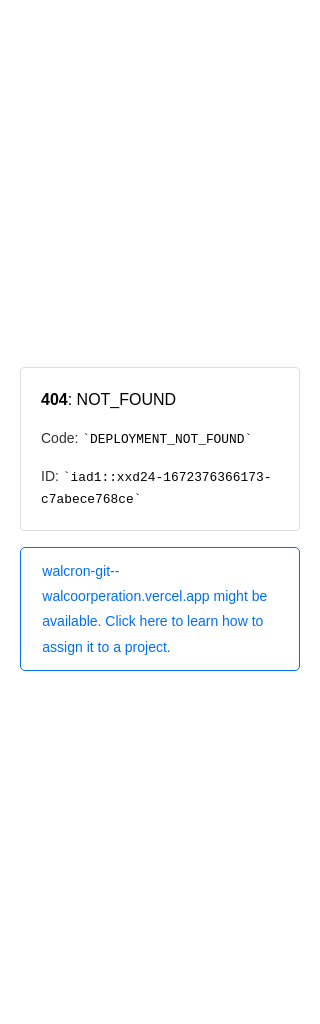 404: NOT_FOUND
Code: `DEPLOYMENT_NOT_FOUND`
ID: `iad1::xxd24-1672376366173-
c7abece768ce`
walcron-git--
walcoorperation.vercel.app might be
available. Click here to learn how to
assign it to a project.